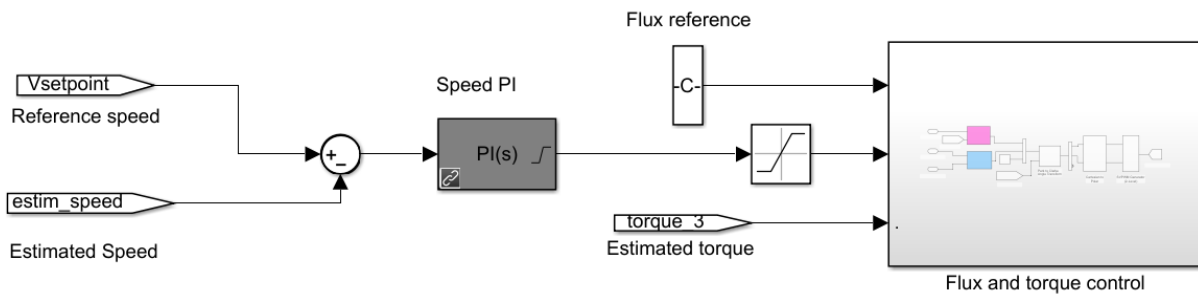 Flux reference
Vsetpoint
Reference speed
Speed PI
-C-
+
-
PI(s)
estim_speed
Estimated Speed
torque_3
Estimated torque
Flux and torque control